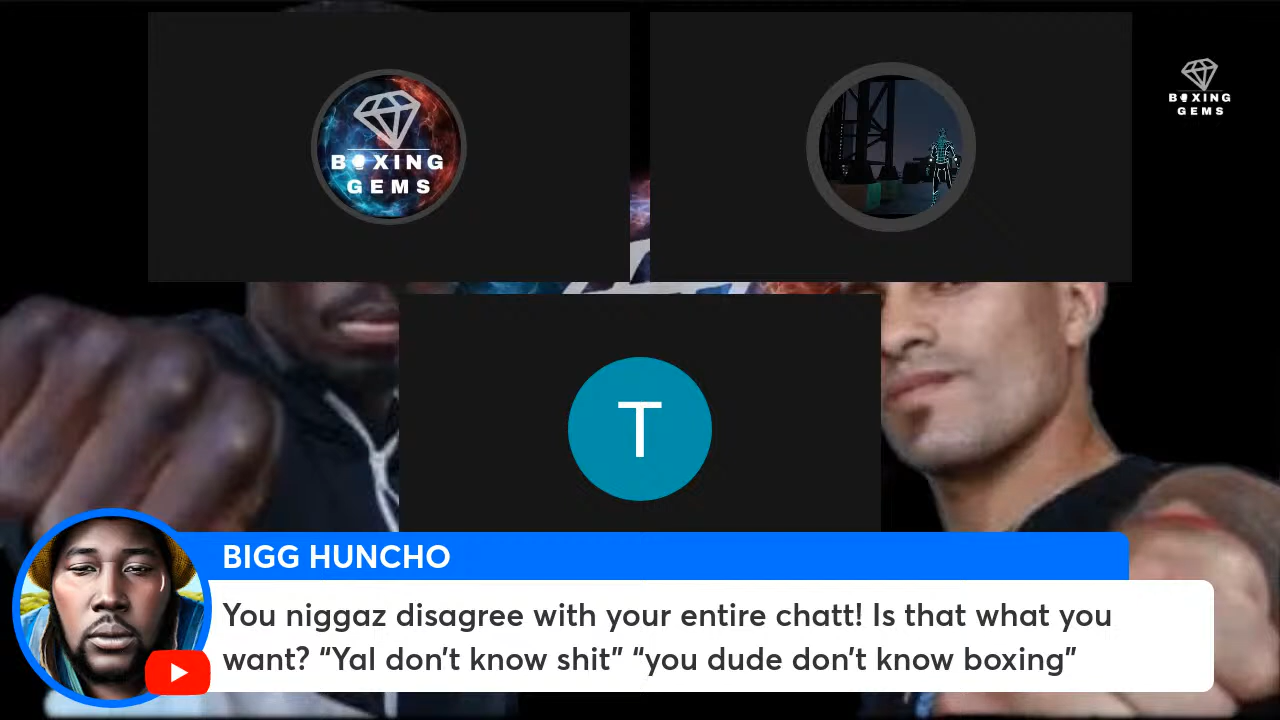 BOXING
GEMS
BOXING
GEMS
T
BIGG HUNCHO
You niggaz disagree with your entire chatt! Is that what you
want? “Yal don’t know shit” “you dude don’t know boxing”